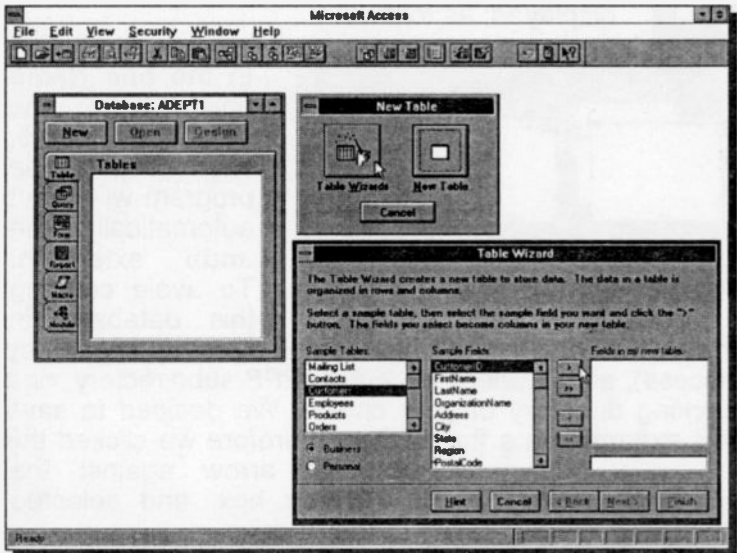 Microsoft Access
File Edit View Security Window Help
Database: ADEPT1
New Open Design
Tables
Table
Query
Form
Report
Macro
Module
New Table
Table Wizards New Table
Cancel
Table Wizard
The Table Wizard creates a new table to store data. The data in a table is
organized in rows and columns.
Select a sample table, then select the sample field you want and click the ">"
button. The fields you select become columns in your new table.
Sample Tables:
Mailing List
Contacts
Customers
Employees
Products
Orders
Business
Personal
Sample Fields:
CustomerID
FirstName
LastName
OrganizationName
Address
City
State
Region
PostalCode
>
>>
<
<<
Fields in my new table:
Hint Cancel < Back Next > Finish
Ready